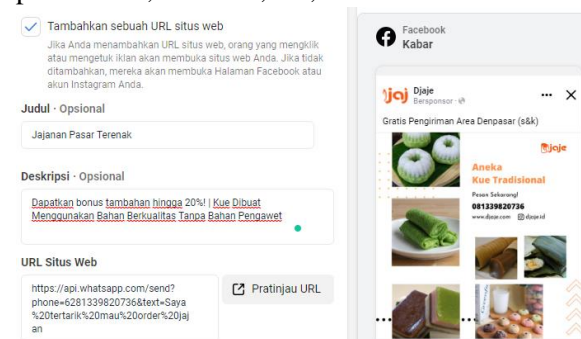 Tambahkan sebuah URL situs web
Jika Anda menambahkan URL situs web, orang yang mengklik
atau mengetuk iklan akan membuka situs web Anda. Jika tidak
ditambahkan, mereka akan membuka Halaman Facebook atau
akun Instagram Anda.
Judul · Opsional
Jajanan Pasar Terenak
Deskripsi · Opsional
Dapatkan bonus tambahan hingga 20%! | Kue Dibuat
Menggunakan Bahan Berkualitas Tanpa Bahan Pengawet
URL Situs Web
https://api.whatsapp.com/send?
phone=6281339820736&text=Saya
%20tertarik%20mau%20order%20jaj
an
Pratinjau URL
Facebook
Kabar
jaj
Djaje
Bersponsor ·
Gratis Pengiriman Area Denpasar (s&k)
jaje
Aneka
Kue Tradisional
Pesan Sekarang!
081339820736
www.djaje.com djaje.id